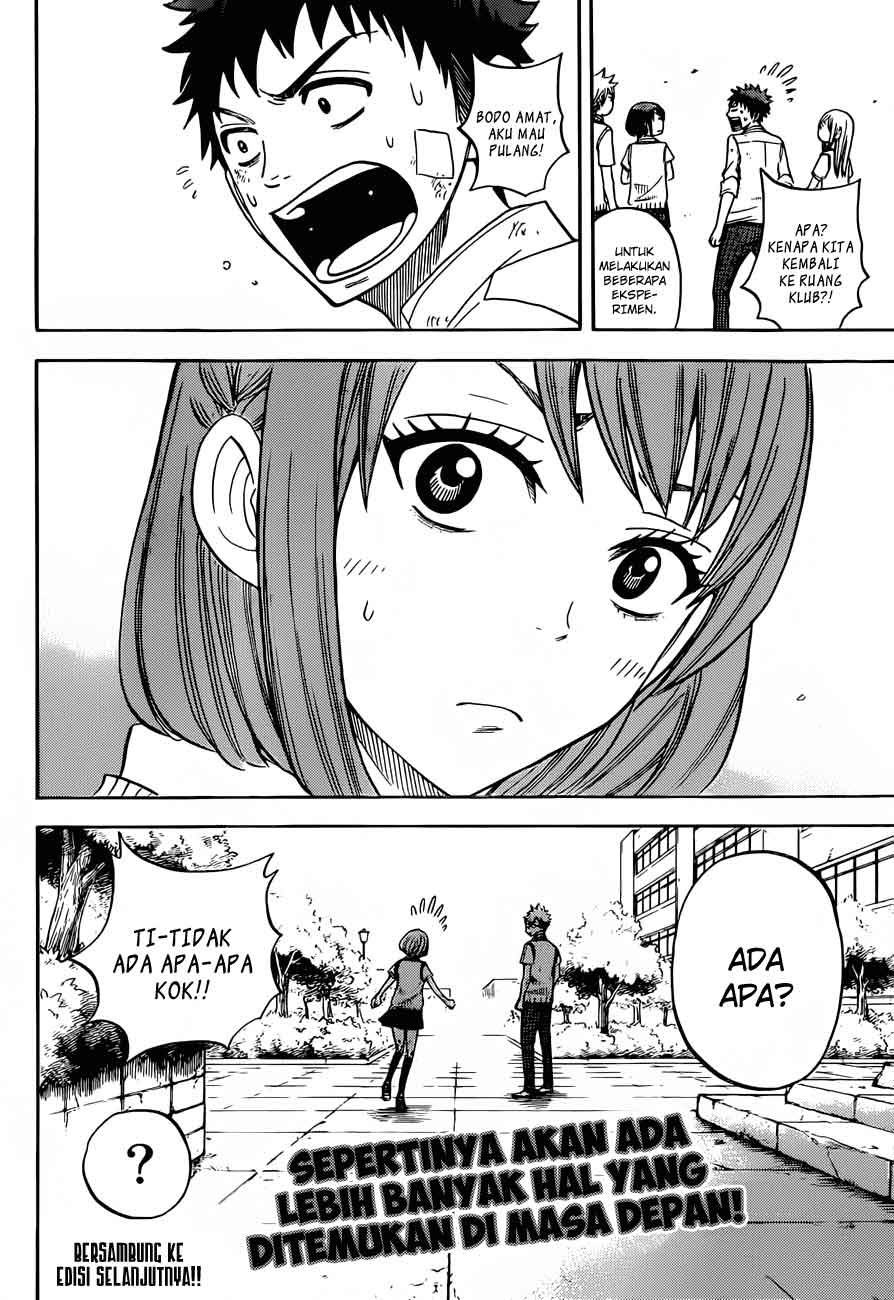 APA?
KENAPA KITA
KEMBALI
KE RUANG
KLUB?!
UNTUK
MELAKUKAN
BEBERAPA
EKSPE-
RIMEN.
BODO AMAT,
AKU MAU
PULANG!
ADA
APA?
TI-TIDAK
ADA APA-APA
KOK!!
?
SEPERTINYA AKAN ADA
LEBIH BANYAK HAL YANG
DITEMUKAN DI MASA DEPAN!
BERSAMBUNG KE
EDISI SELANJUTNYA!!